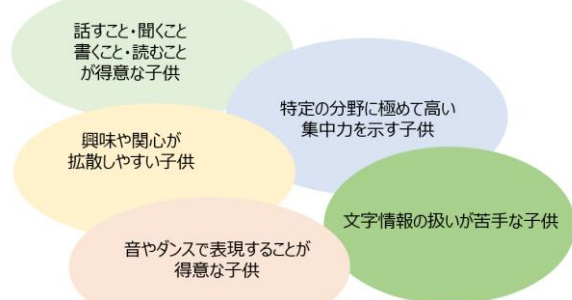 話すこと・聞くこと
書くこと・読むこと
が得意な子供
特定の分野に極めて高い
集中力を示す子供
興味や関心が
拡散しやすい子供
文字情報の扱いが苦手な子供
音やダンスで表現することが
得意な子供